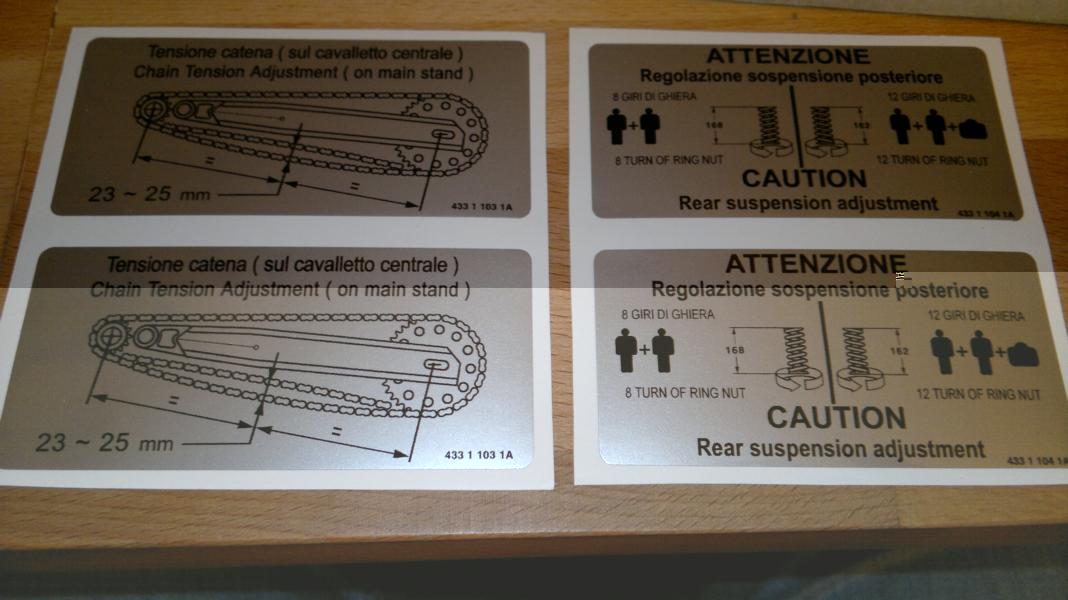 Tensione catena ( sul cavalletto centrale )
Chain Tension Adjustment ( on main stand )
=
=
23 ~ 25 mm
433 1 103 1A
ATTENZIONE
Regolazione sospensione posteriore
8 GIRI DI GHIERA
12 GIRI DI GHIERA
+
168
162
+ +
8 TURN OF RING NUT
12 TURN OF RING NUT
CAUTION
Rear suspension adjustment
433 1 104 1A
Tensione catena ( sul cavalletto centrale )
Chain Tension Adjustment ( on main stand )
=
=
23 ~ 25 mm
433 1 103 1A
ATTENZIONE
Regolazione sospensione posteriore
8 GIRI DI GHIERA
12 GIRI DI GHIERA
+
168
162
+ +
8 TURN OF RING NUT
12 TURN OF RING NUT
CAUTION
Rear suspension adjustment
433 1 104 1A